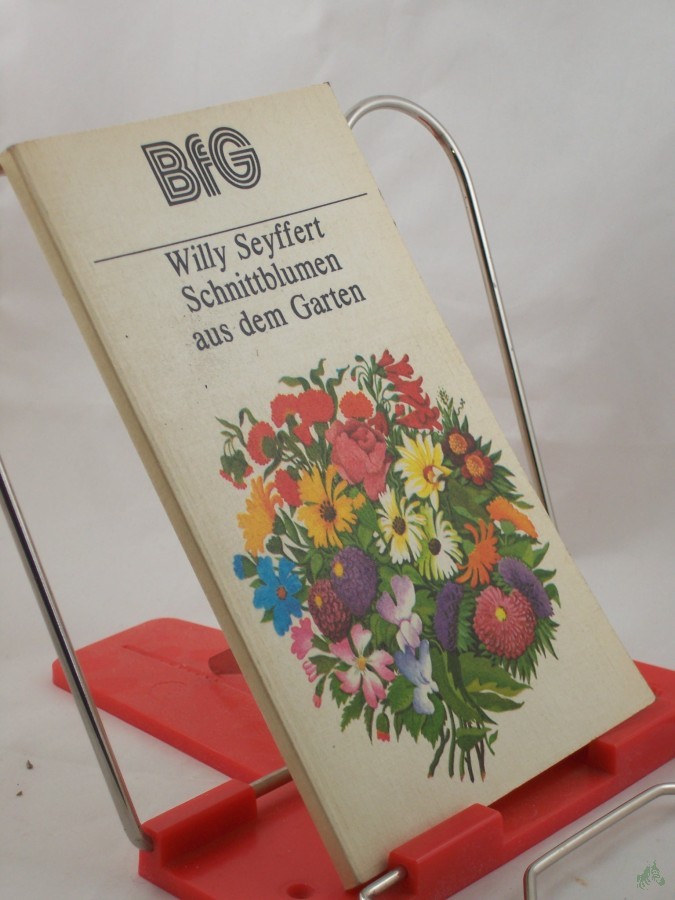 BfG
Willy Seyffert
Schnittblumen
aus dem Garten